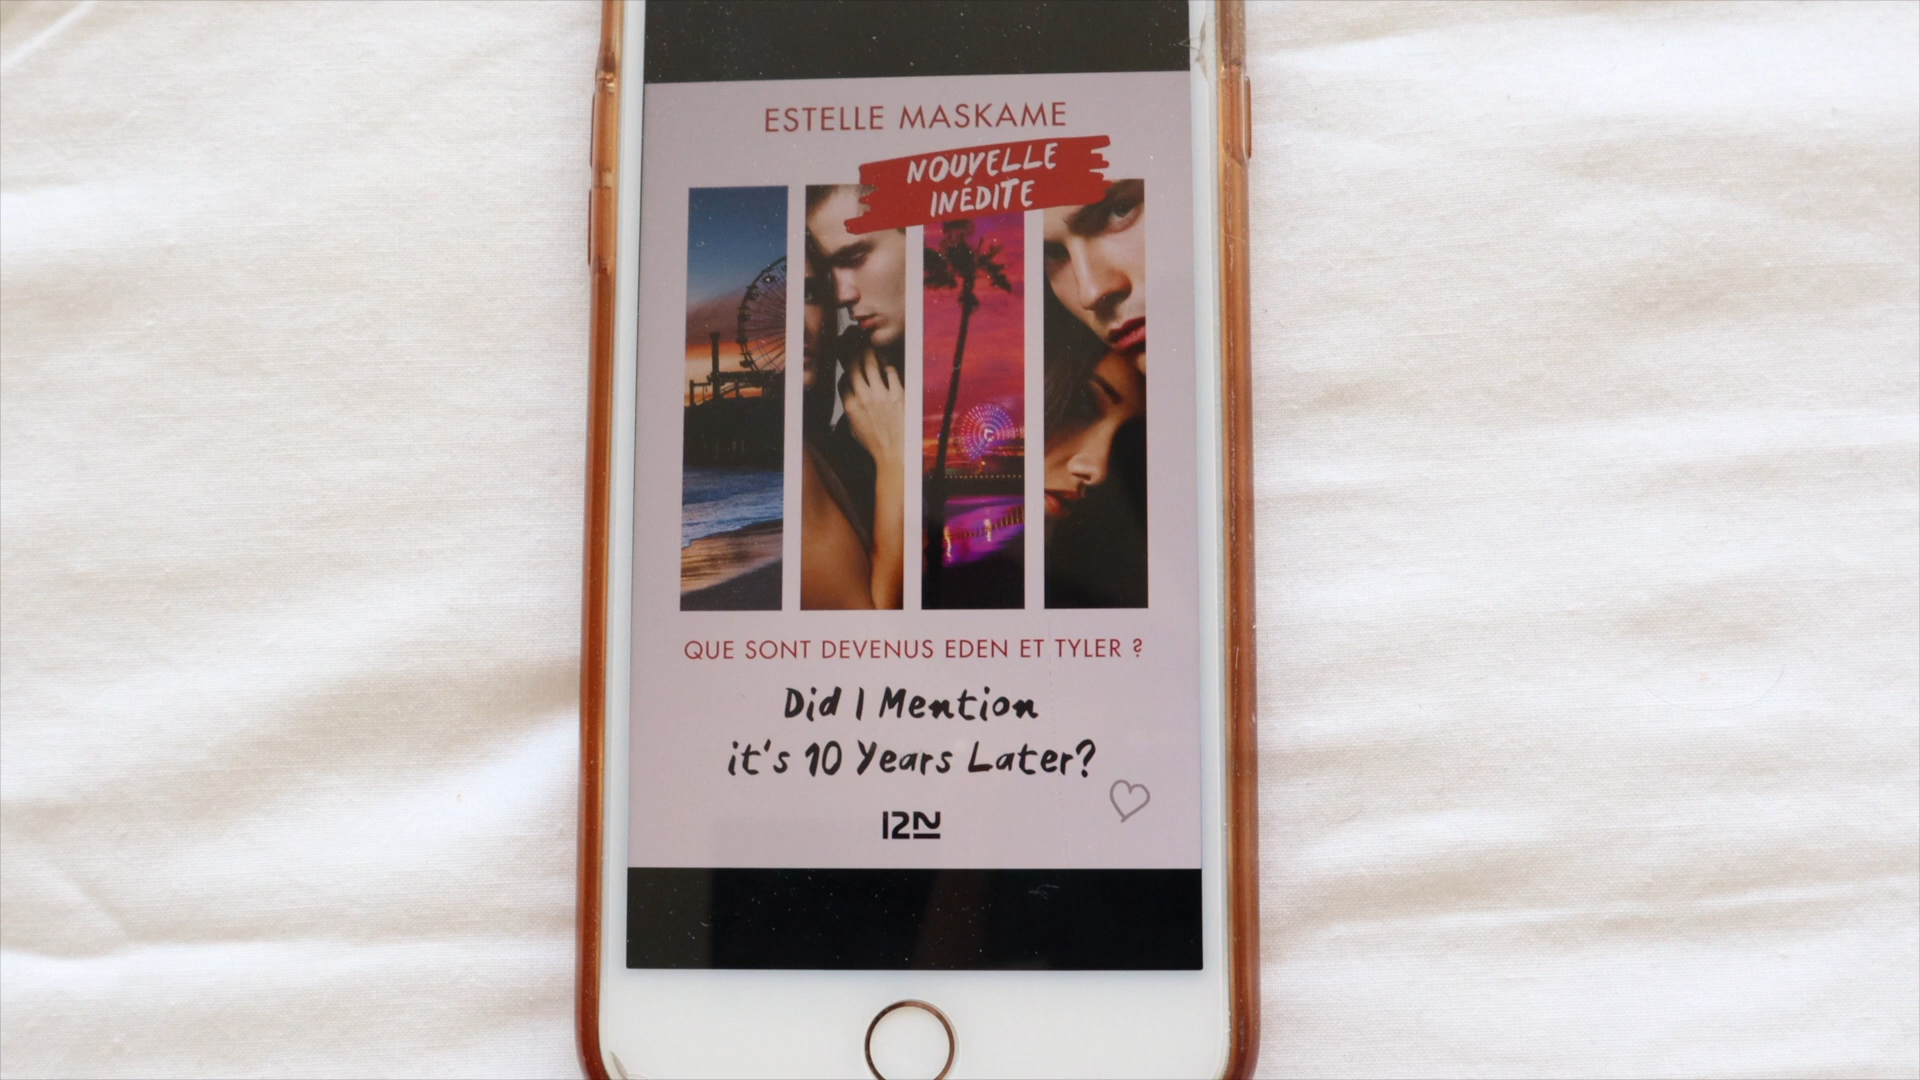 ESTELLE MASKAME
NOUVELLE
INÉDITE
QUE SONT DEVENUS EDEN ET TYLER ?
Did I Mention
it's 10 Years Later?
12N